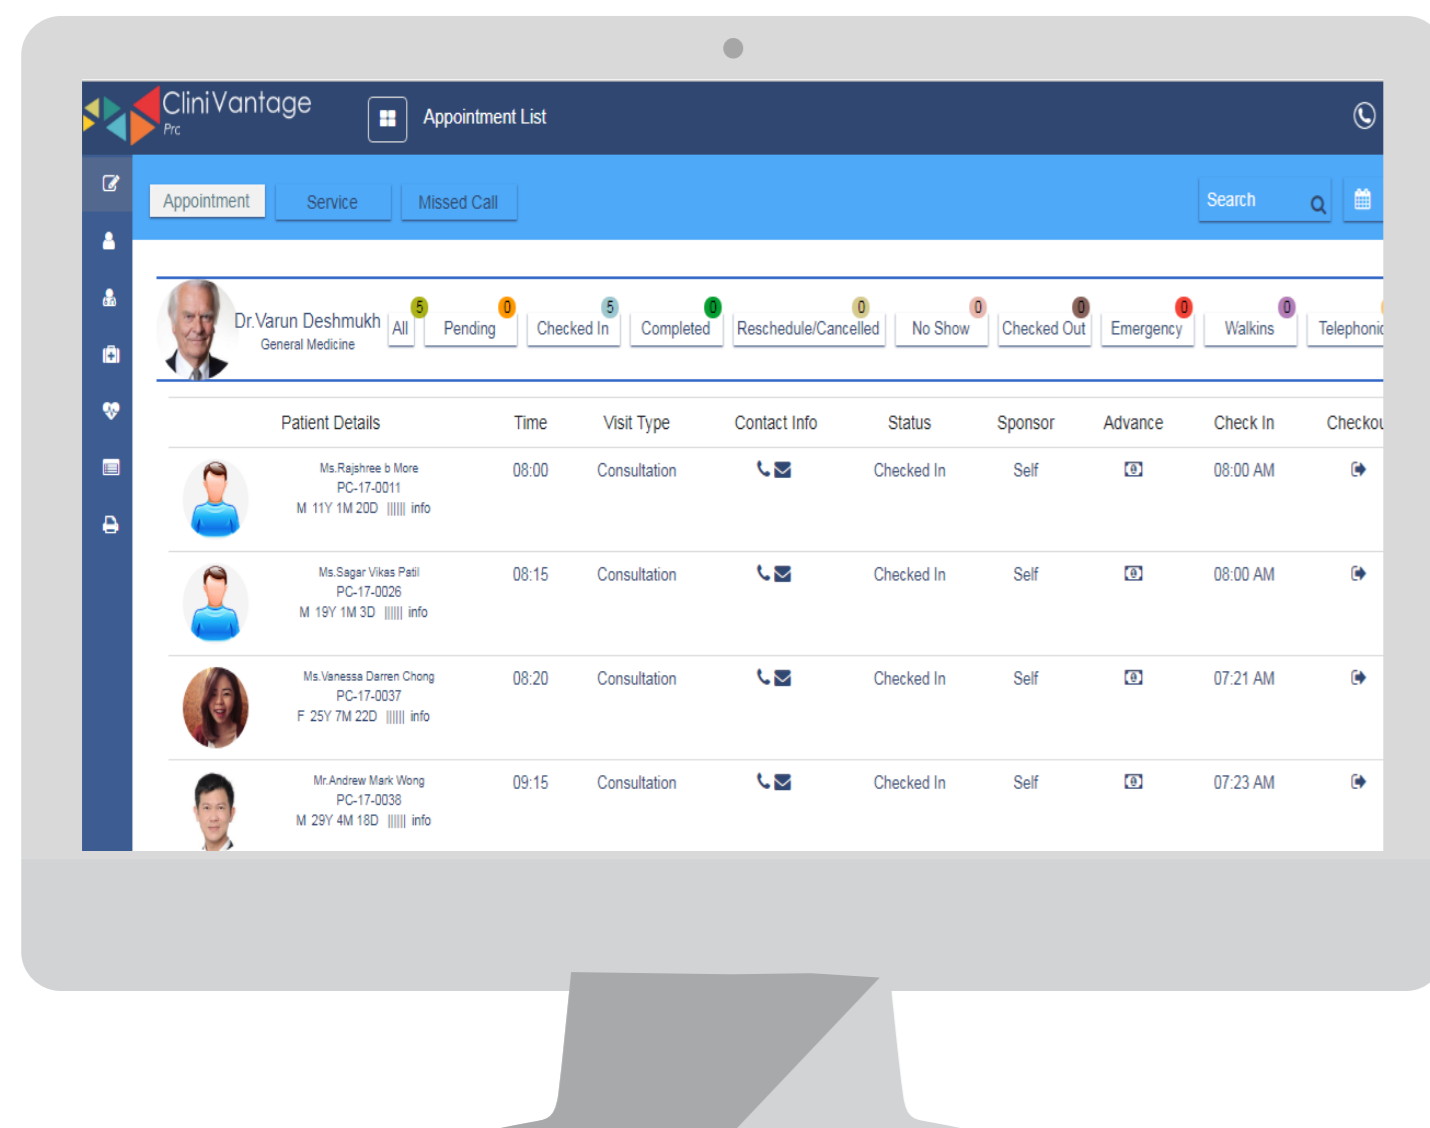 CliniVantage
Prc
Appointment List
Appointment Service Missed Call Search
Dr.Varun Deshmukh
General Medicine
All 5 Pending 0 Checked In 5 Completed 0 Reschedule/Cancelled 0 No Show 0 Checked Out 0 Emergency 0 Walkins 0 Telephonic
Patient Details Time Visit Type Contact Info Status Sponsor Advance Check In Checkou
Ms.Rajshree b More
PC-17-0011
M 11Y 1M 20D |||||| info
08:00 Consultation Checked In Self 08:00 AM
Ms.Sagar Vikas Patil
PC-17-0026
M 19Y 1M 3D |||||| info
08:15 Consultation Checked In Self 08:00 AM
Ms.Vanessa Darren Chong
PC-17-0037
F 25Y 7M 22D |||||| info
08:20 Consultation Checked In Self 07:21 AM
Mr.Andrew Mark Wong
PC-17-0038
M 29Y 4M 18D |||||| info
09:15 Consultation Checked In Self 07:23 AM